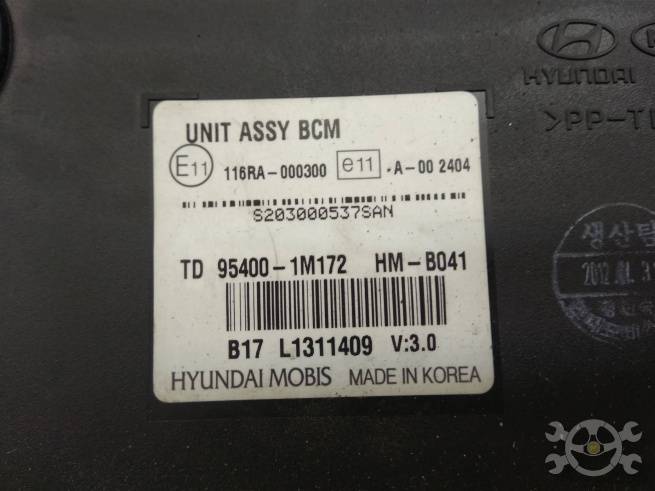 HYUNDAI
>PP-T
UNIT ASSY BCM
E11 116RA-000300 e11 .A-00 2404
S203000537SAN
TD 95400-1M172 HM-B041
B17 L1311409 V:3.0
HYUNDAI MOBIS MADE IN KOREA
생산팀